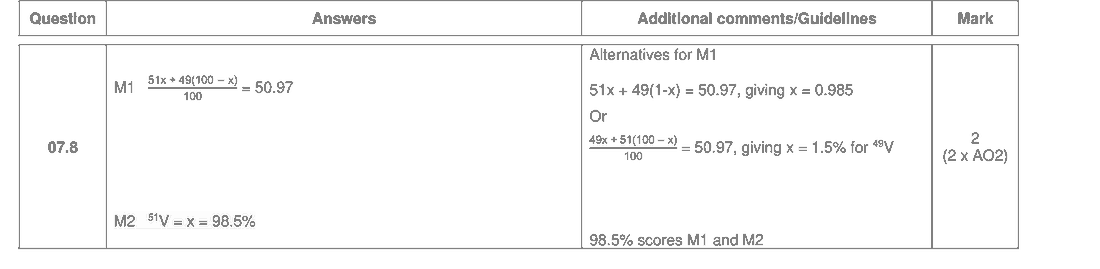 Question Answers Additional comments/Guidelines Mark
Alternatives for M1
M1 51x + 49(100 – x) / 100 = 50.97
51x + 49(1-x) = 50.97, giving x = 0.985
Or
07.8
49x + 51(100 – x) / 100 = 50.97, giving x = 1.5% for ⁴⁹V
2
(2 x AO2)
M2 ⁵¹V = x = 98.5%
98.5% scores M1 and M2